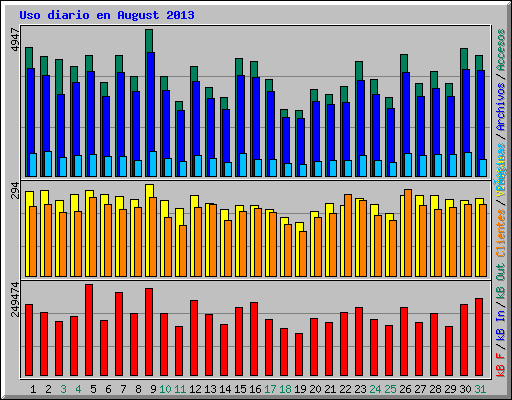 Uso diario en August 2013
4947
294
249474
kB F / kB In / kB Out Clientes / Páginas / Archivos / Accesos
1 2 3 4 5 6 7 8 9 10 11 12 13 14 15 16 17 18 19 20 21 22 23 24 25 26 27 28 29 30 31